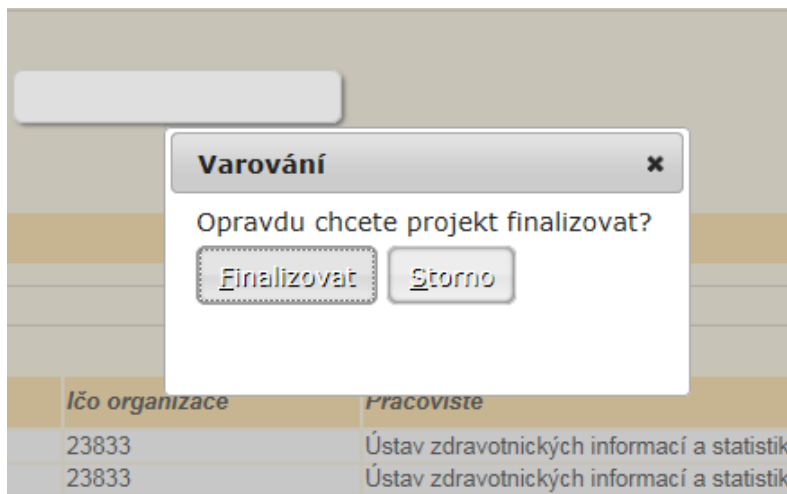 Varování
Opravdu chcete projekt finalizovat?
Finalizovat Storno
Ičo organizace Pracoviště
23833 Ústav zdravotnických informací a statistik
23833 Ústav zdravotnických informací a statistik